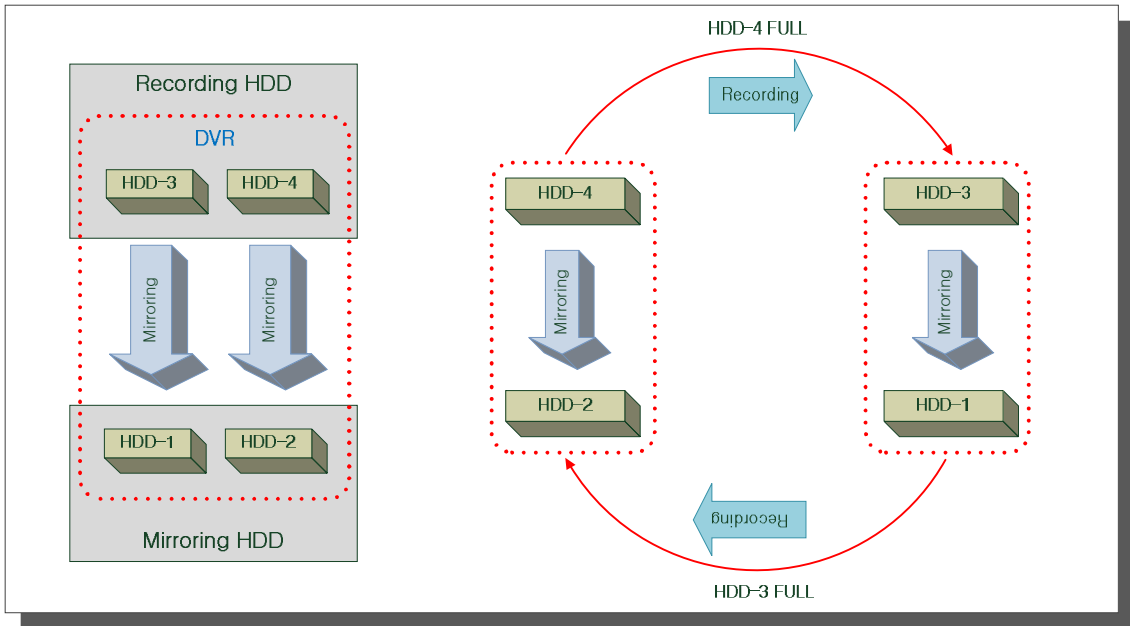 Recording HDD
DVR
HDD-3
HDD-4
Mirroring
Mirroring
HDD-1
HDD-2
Mirroring HDD
HDD-4 FULL
Recording
HDD-4
HDD-3
Mirroring
Mirroring
HDD-2
HDD-1
Recording
HDD-3 FULL